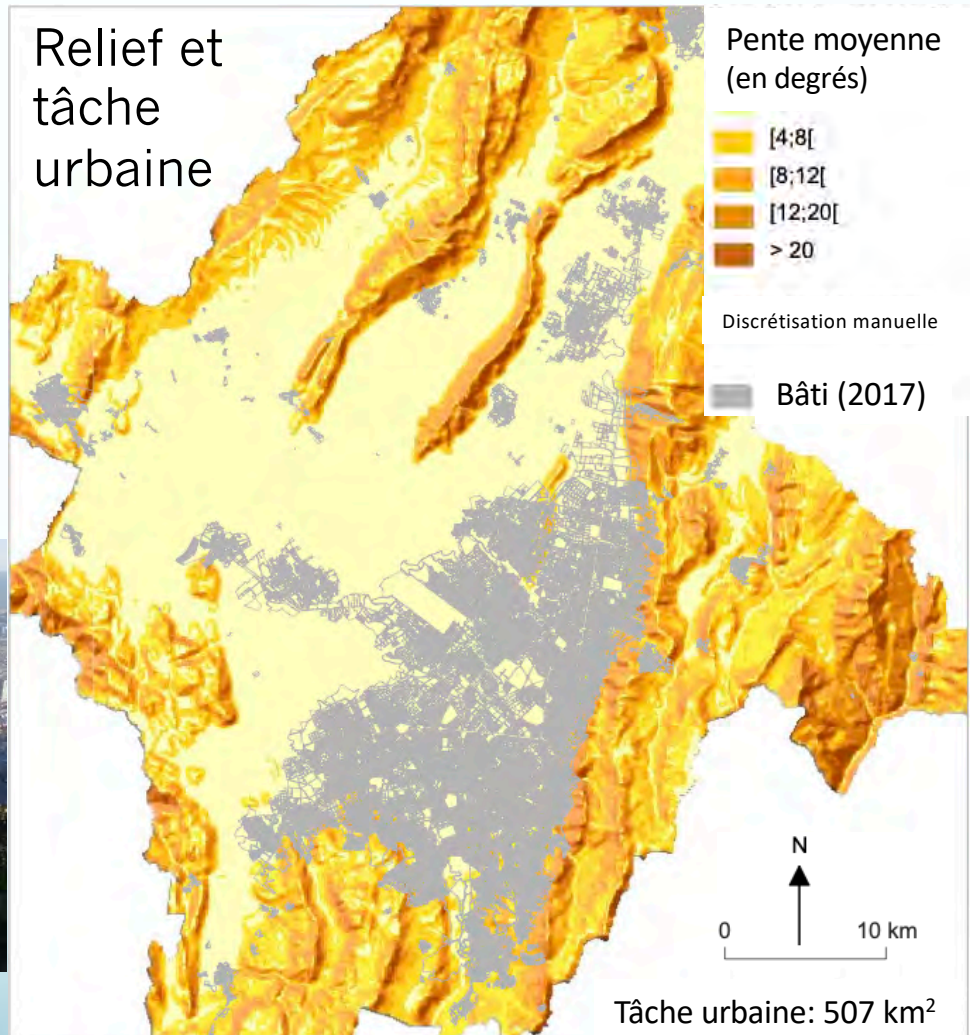 Relief et
tâche
urbaine
Pente moyenne
(en degrés)
[4;8[
[8;12[
[12;20[
> 20
Discrétisation manuelle
Bâti (2017)
N
0 10 km
Tâche urbaine: 507 km²